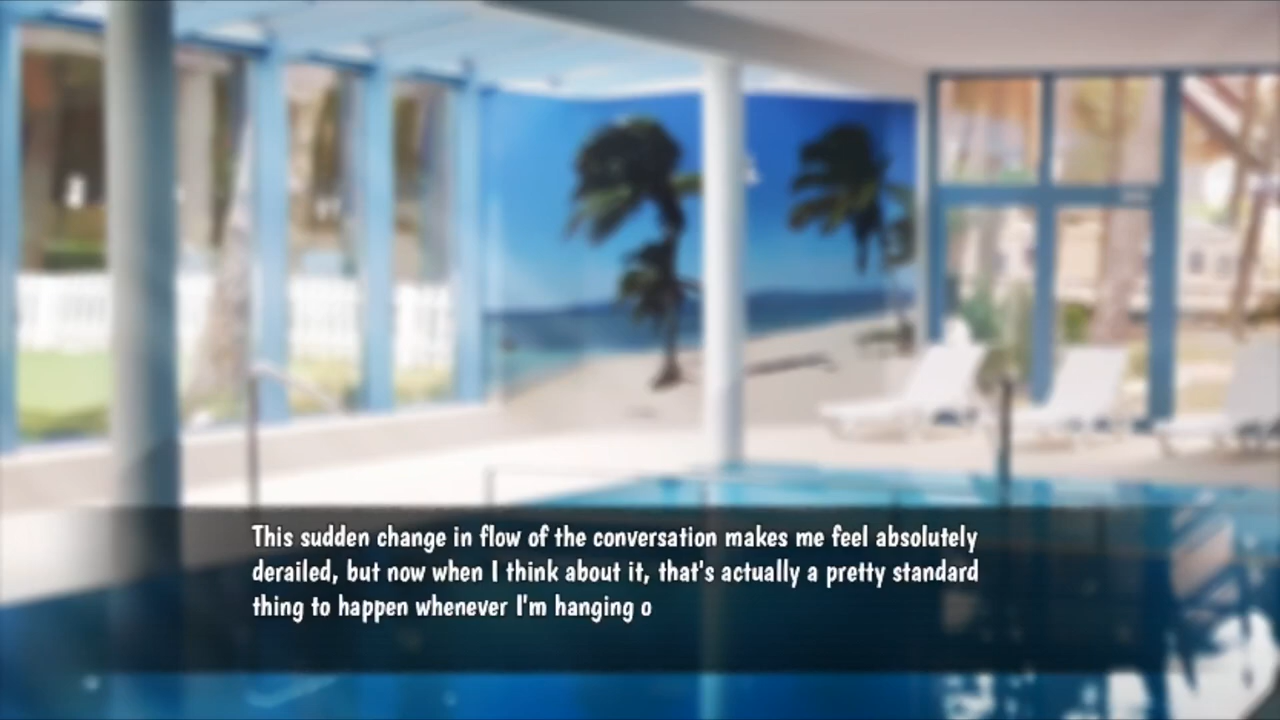 This sudden change in flow of the conversation makes me feel absolutely
derailed, but now when I think about it, that's actually a pretty standard
thing to happen whenever I'm hanging o